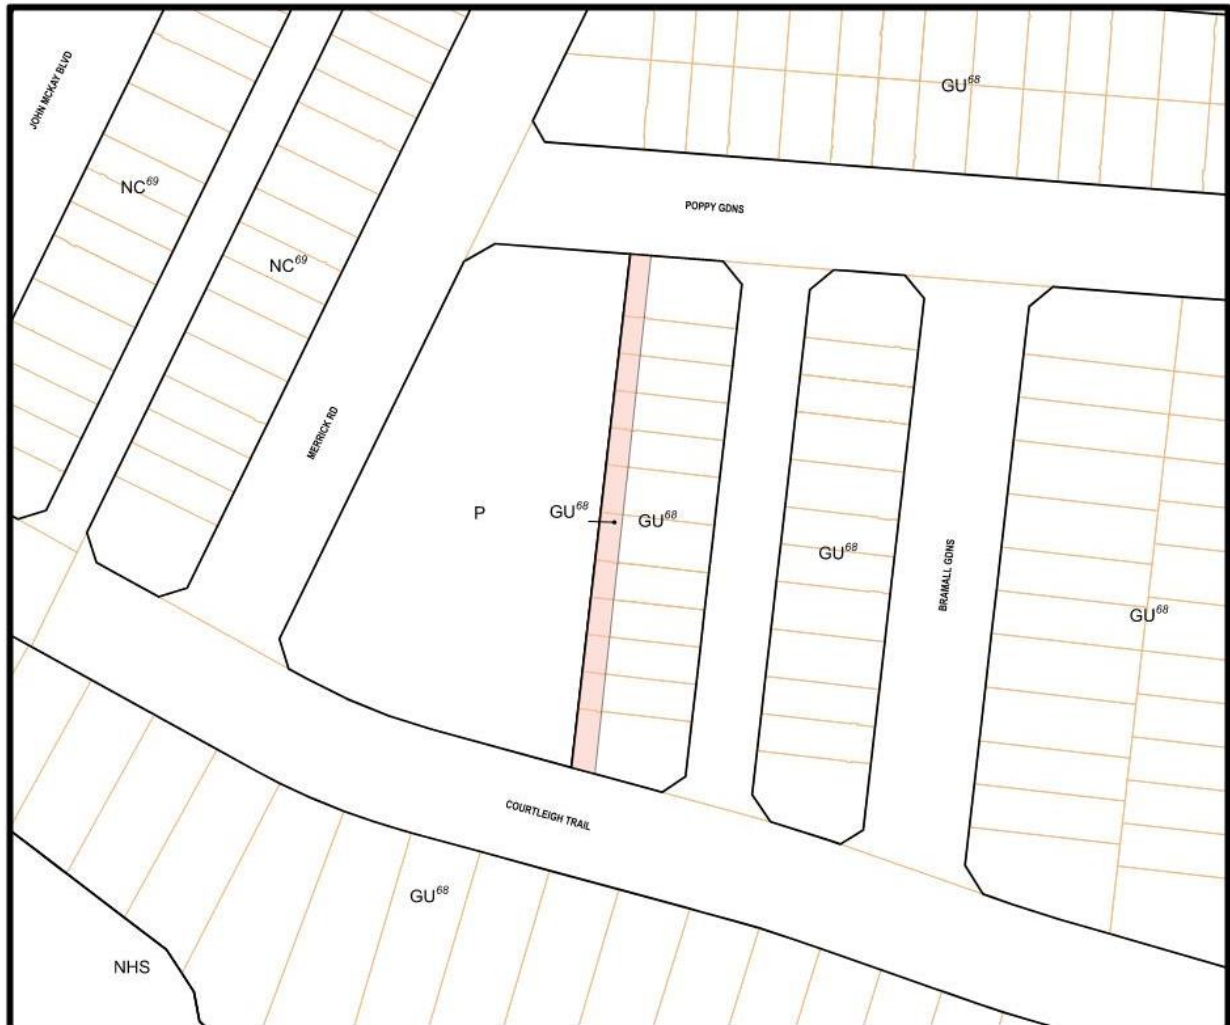 JOHN MCKAY BLVD
GU68
NC69
POPPY GDNS
NC69
MERRICK RD
P
GU68
GU68
GU68
BRAMALL GDNS
GU68
COURTLEIGH TRAIL
GU68
NHS